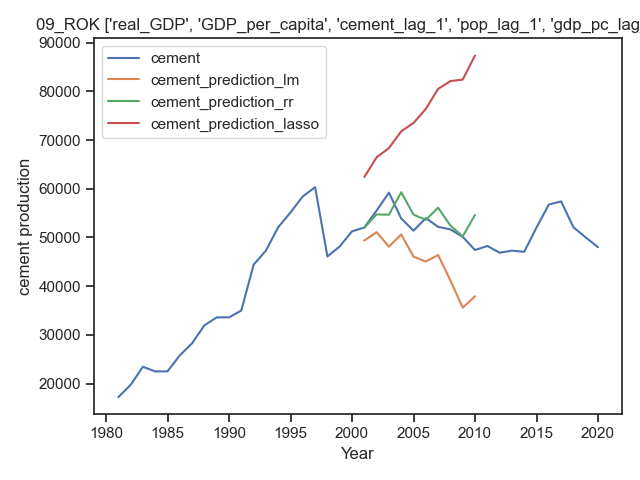 09_ROK ['real_GDP', 'GDP_per_capita', 'cement_lag_1', 'pop_lag_1', 'gdp_pc_lag
90000
80000
70000
60000
50000
40000
30000
20000
cement production
cement
cement_prediction_lm
cement_prediction_rr
cement_prediction_lasso
1980 1985 1990 1995 2000 2005 2010 2015 2020
Year